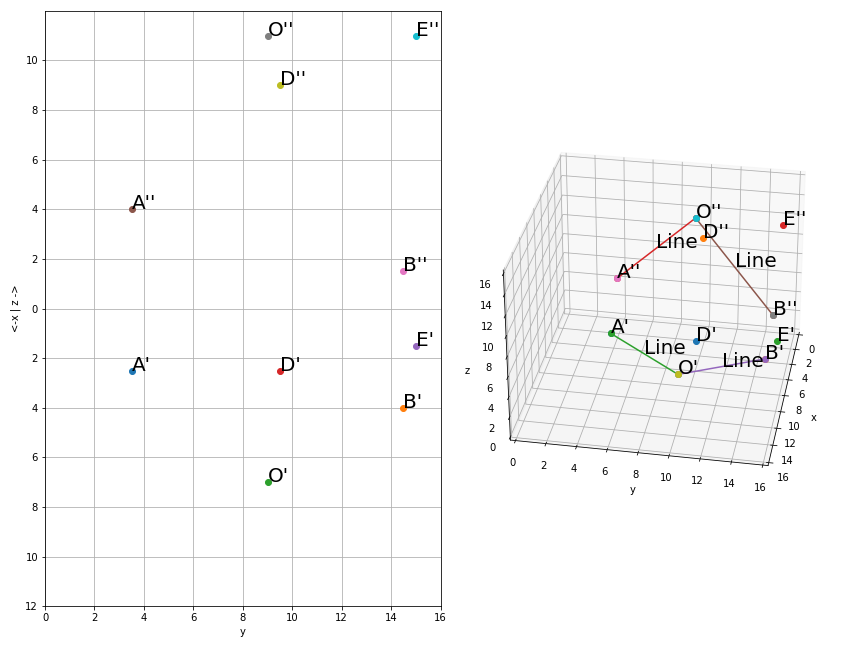 O'' E''
D''
10
8
6
A''
4
B''
2
<-x | z ->
0
E'
2
A' D'
4
B'
6
O'
8
10
12
0 2 4 6 8 10 12 14 16
y
O''
E''
D''
Line
Line
A''
16
14
B''
12
A' D' E'
0
10
Line
B'
2
8
Line
O'
4
z
6
6
8
4
x
10
2
12
0
14
0 2 4 6 8 10 12 14 16
16
y